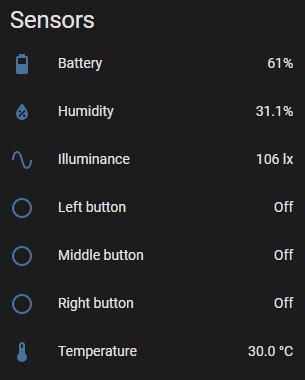 Sensors
Battery 61%
Humidity 31.1%
Illuminance 106 lx
Left button Off
Middle button Off
Right button Off
Temperature 30.0 °C